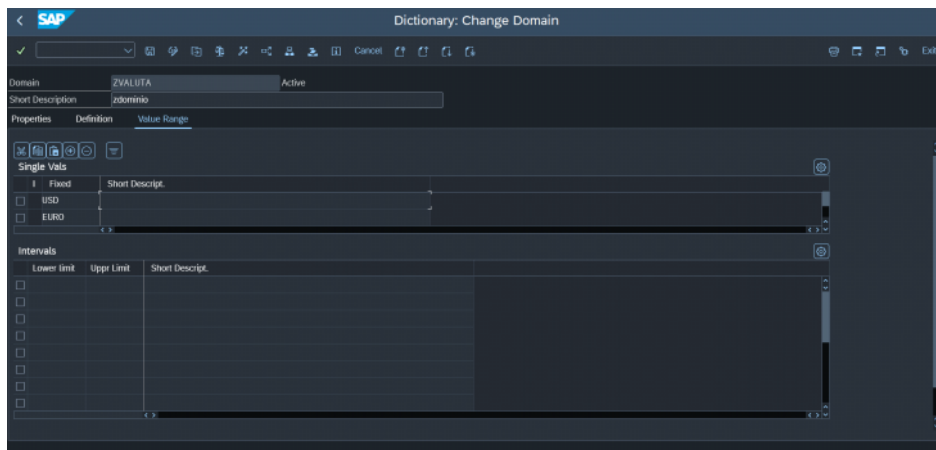 SAP Dictionary: Change Domain
Cancel Exit
Domain ZVALUTA Active
Short Description zdominio
Properties Definition Value Range
Single Vals
I Fixed Short Descript.
USD
EURO
Intervals
Lower limit Uppr Limit Short Descript.